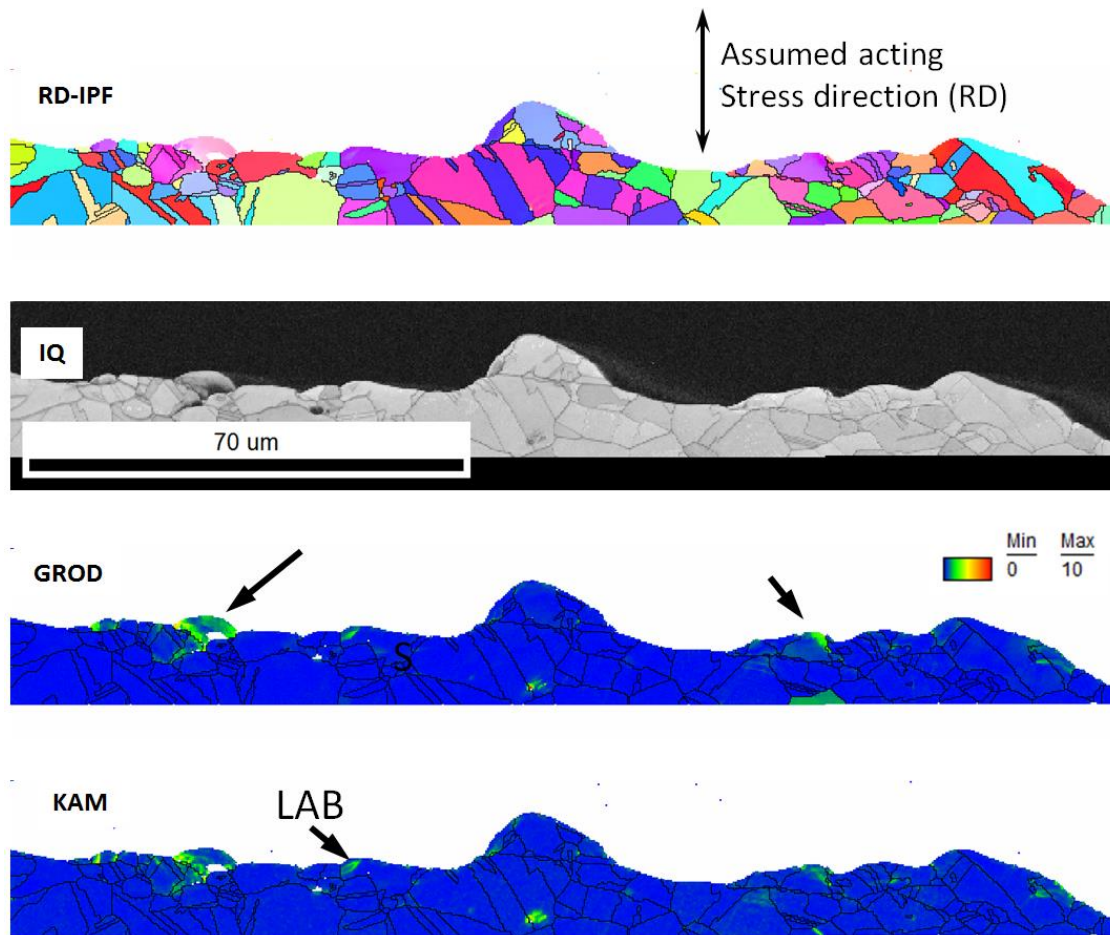 RD-IPF
Assumed acting
Stress direction (RD)
IQ
70 um
GROD
Min Max
0 10
S
KAM
LAB